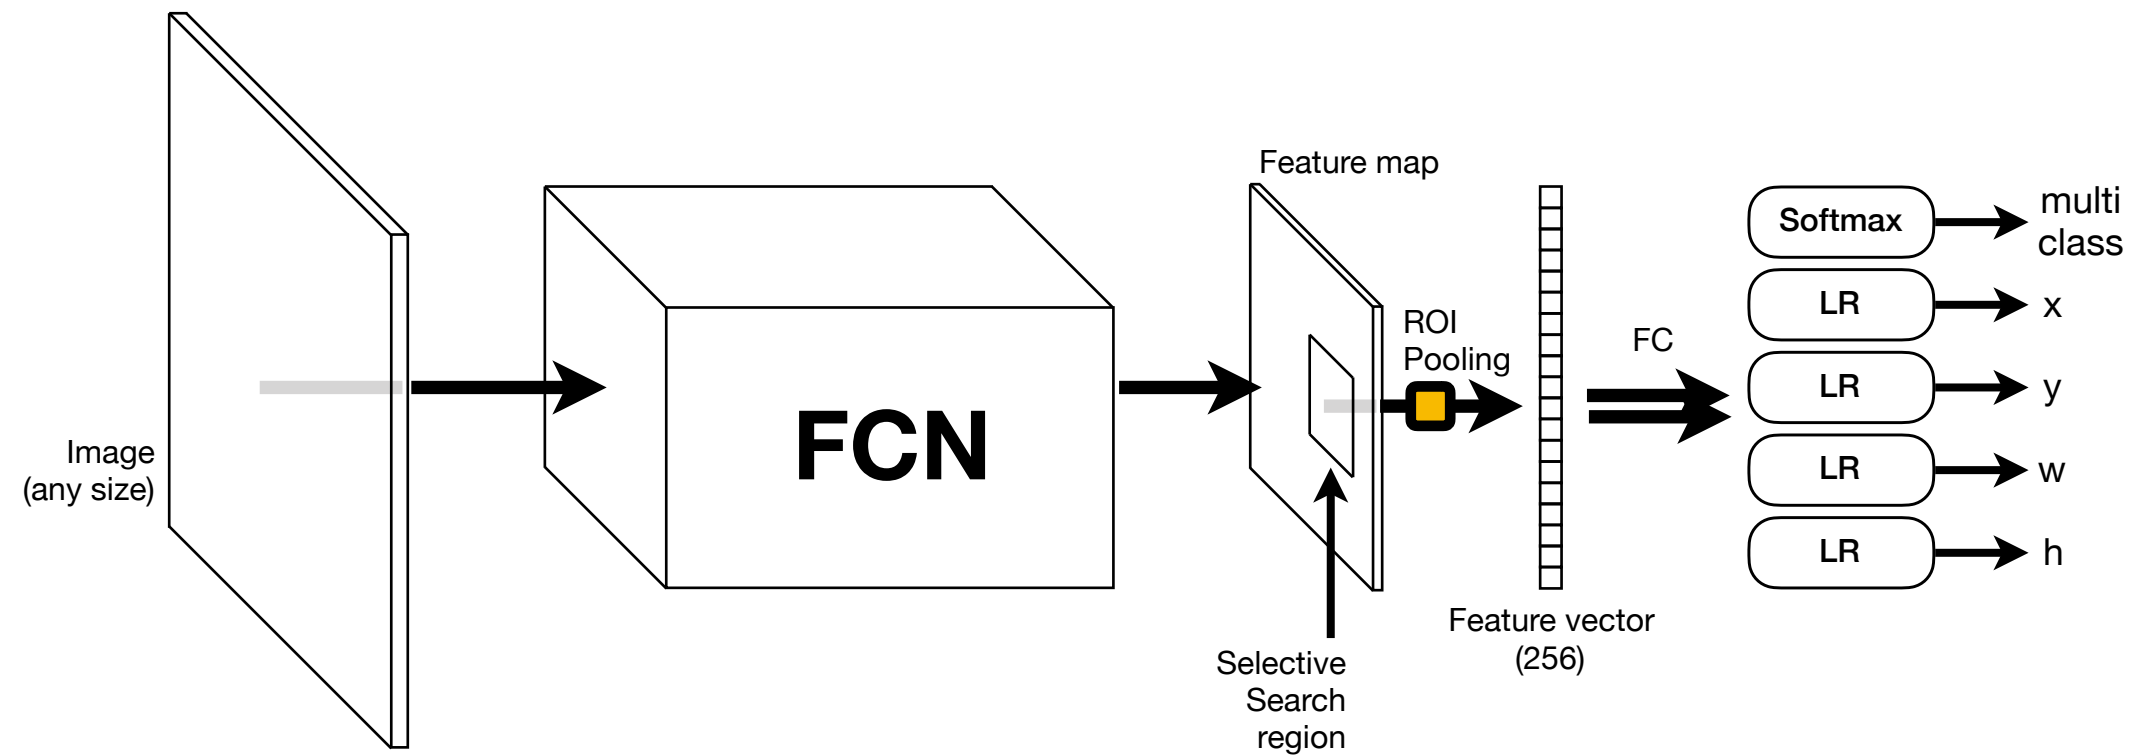 Image
(any size)
FCN
Feature map
Selective
Search
region
ROI
Pooling
Feature vector
(256)
FC
Softmax
multi
class
LR
x
LR
y
LR
w
LR
h